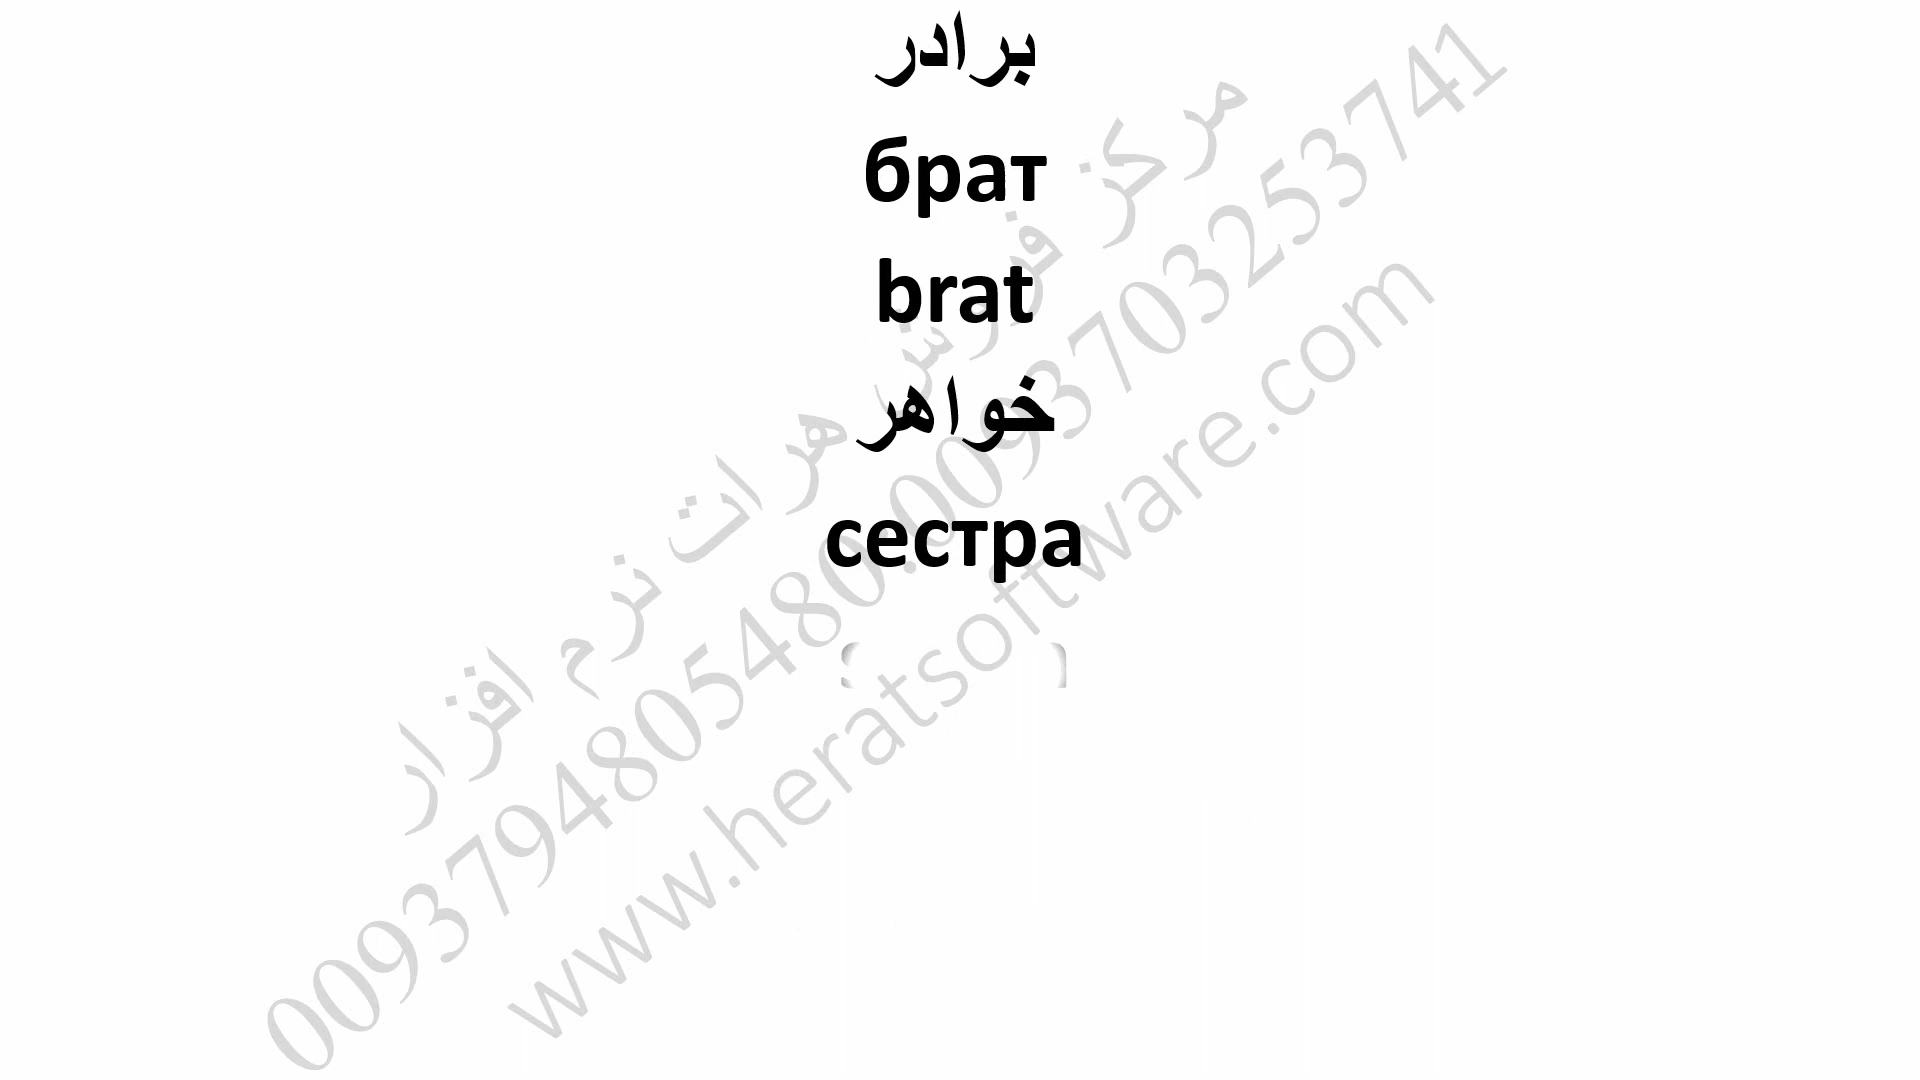 برادر
брат
brat
خواهر
сестра
مرکز فروش هرات نرم افزار
0093794805480.0093703253741
www.heratsoftware.com